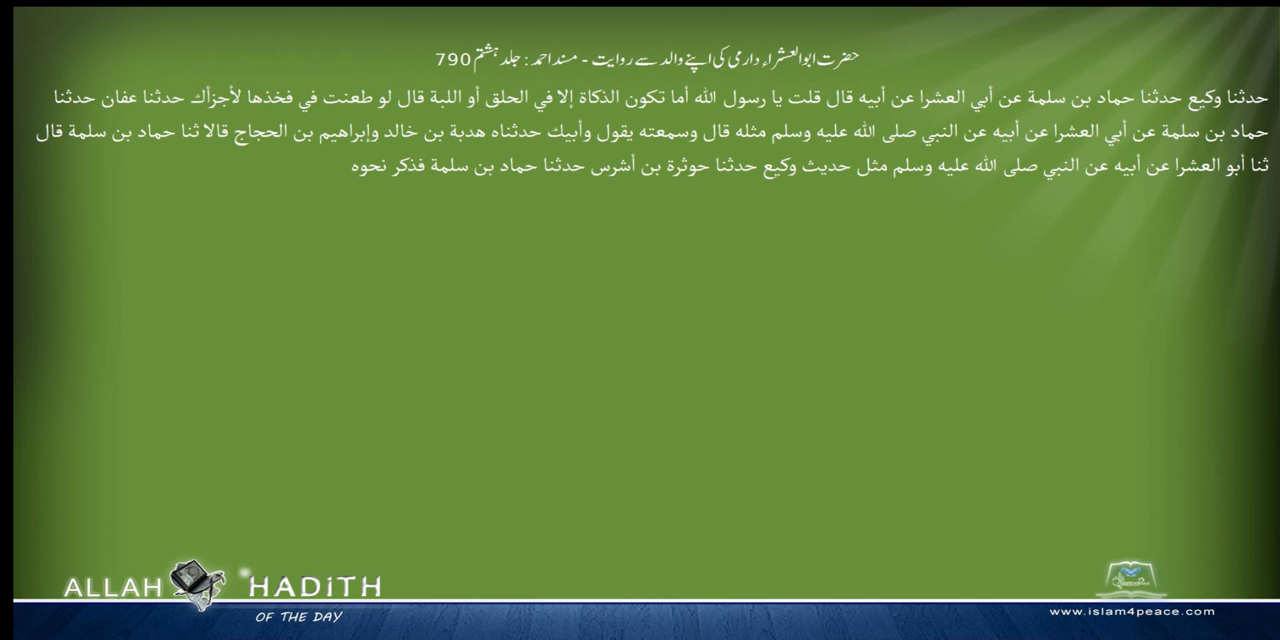 حضرت ابوالعشراء دارمی کی اپنے والد سے روایت - مسند احمد : جلد ہشتم 790
حدثنا وكيع حدثنا حماد بن سلمة عن أبي العشرا عن أبيه قال قلت يا رسول الله أما تكون الذكاة إلا في الحلق أو اللبة قال لو طعنت في فخذها لأجزأك حدثنا عفان حدثنا
حماد بن سلمة عن أبي العشرا عن أبيه عن النبي صلى الله عليه وسلم مثله قال وسمعته يقول وأبيك حدثناه هدبة بن خالد وإبراهيم بن الحجاج قالا ثنا حماد بن سلمة قال
ثنا أبو العشرا عن أبيه عن النبي صلى الله عليه وسلم مثل حديث وكيع حدثنا حوثرة بن أشرس حدثنا حماد بن سلمة فذكر نحوه
ALLAH HADITH
OF THE DAY
www.islam4peace.com